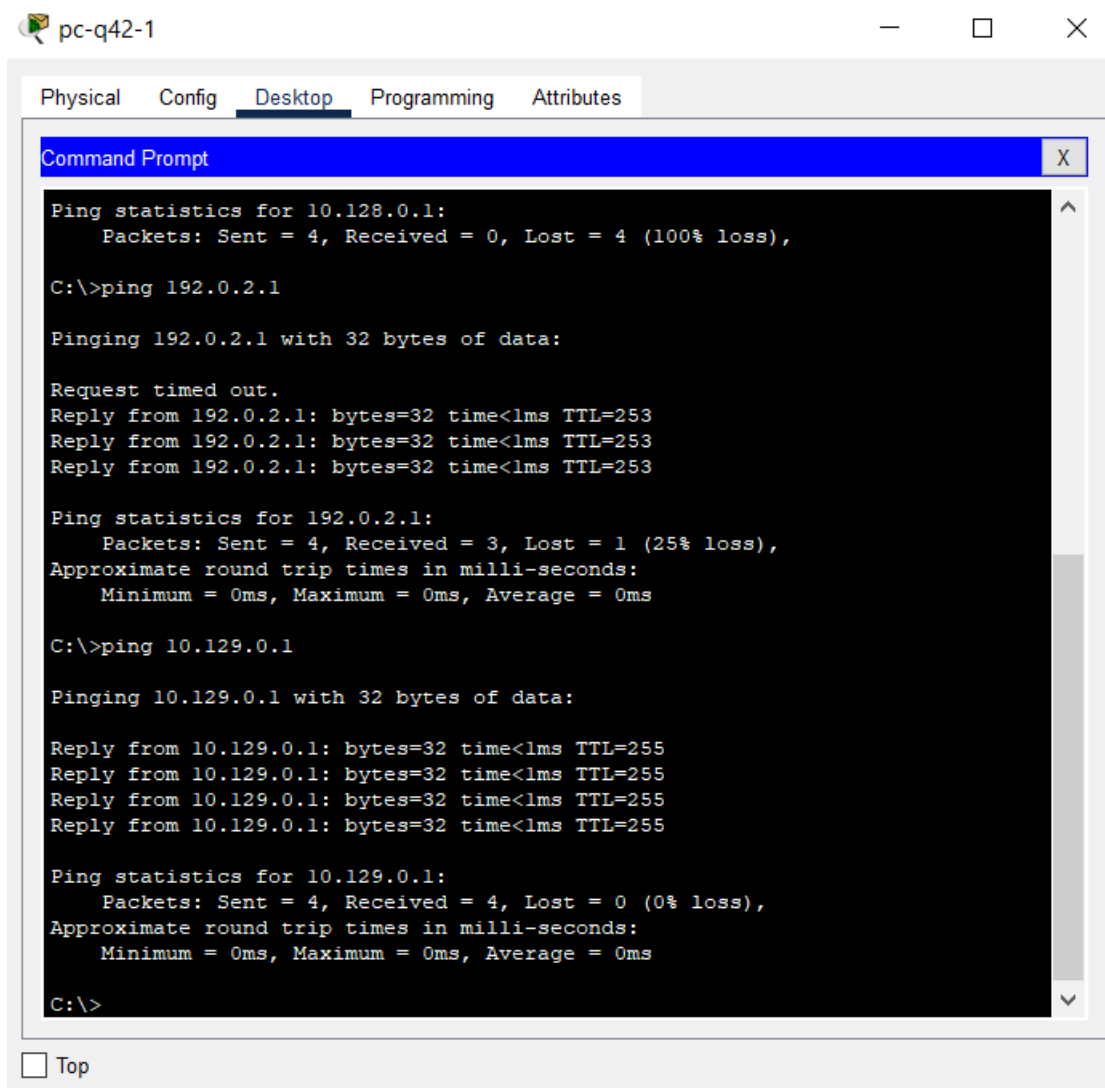 pc-q42-1
Physical Config Desktop Programming Attributes
Command Prompt X
Ping statistics for 10.128.0.1:
Packets: Sent = 4, Received = 0, Lost = 4 (100% loss),
C:\>ping 192.0.2.1
Pinging 192.0.2.1 with 32 bytes of data:
Request timed out.
Reply from 192.0.2.1: bytes=32 time<1ms TTL=253
Reply from 192.0.2.1: bytes=32 time<1ms TTL=253
Reply from 192.0.2.1: bytes=32 time<1ms TTL=253
Ping statistics for 192.0.2.1:
Packets: Sent = 4, Received = 3, Lost = 1 (25% loss),
Approximate round trip times in milli-seconds:
Minimum = 0ms, Maximum = 0ms, Average = 0ms
C:\>ping 10.129.0.1
Pinging 10.129.0.1 with 32 bytes of data:
Reply from 10.129.0.1: bytes=32 time<1ms TTL=255
Reply from 10.129.0.1: bytes=32 time<1ms TTL=255
Reply from 10.129.0.1: bytes=32 time<1ms TTL=255
Reply from 10.129.0.1: bytes=32 time<1ms TTL=255
Ping statistics for 10.129.0.1:
Packets: Sent = 4, Received = 4, Lost = 0 (0% loss),
Approximate round trip times in milli-seconds:
Minimum = 0ms, Maximum = 0ms, Average = 0ms
C:\>
Top